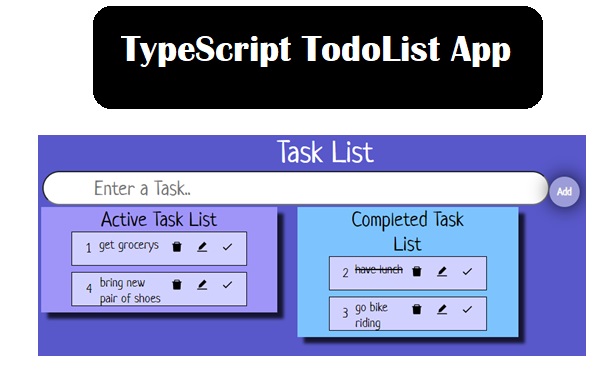 TypeScript TodoList App
Task List
Enter a Task..
Add
Active Task List
1 get grocerys
4 bring new
pair of shoes
Completed Task
List
2 have lunch
3 go bike
riding